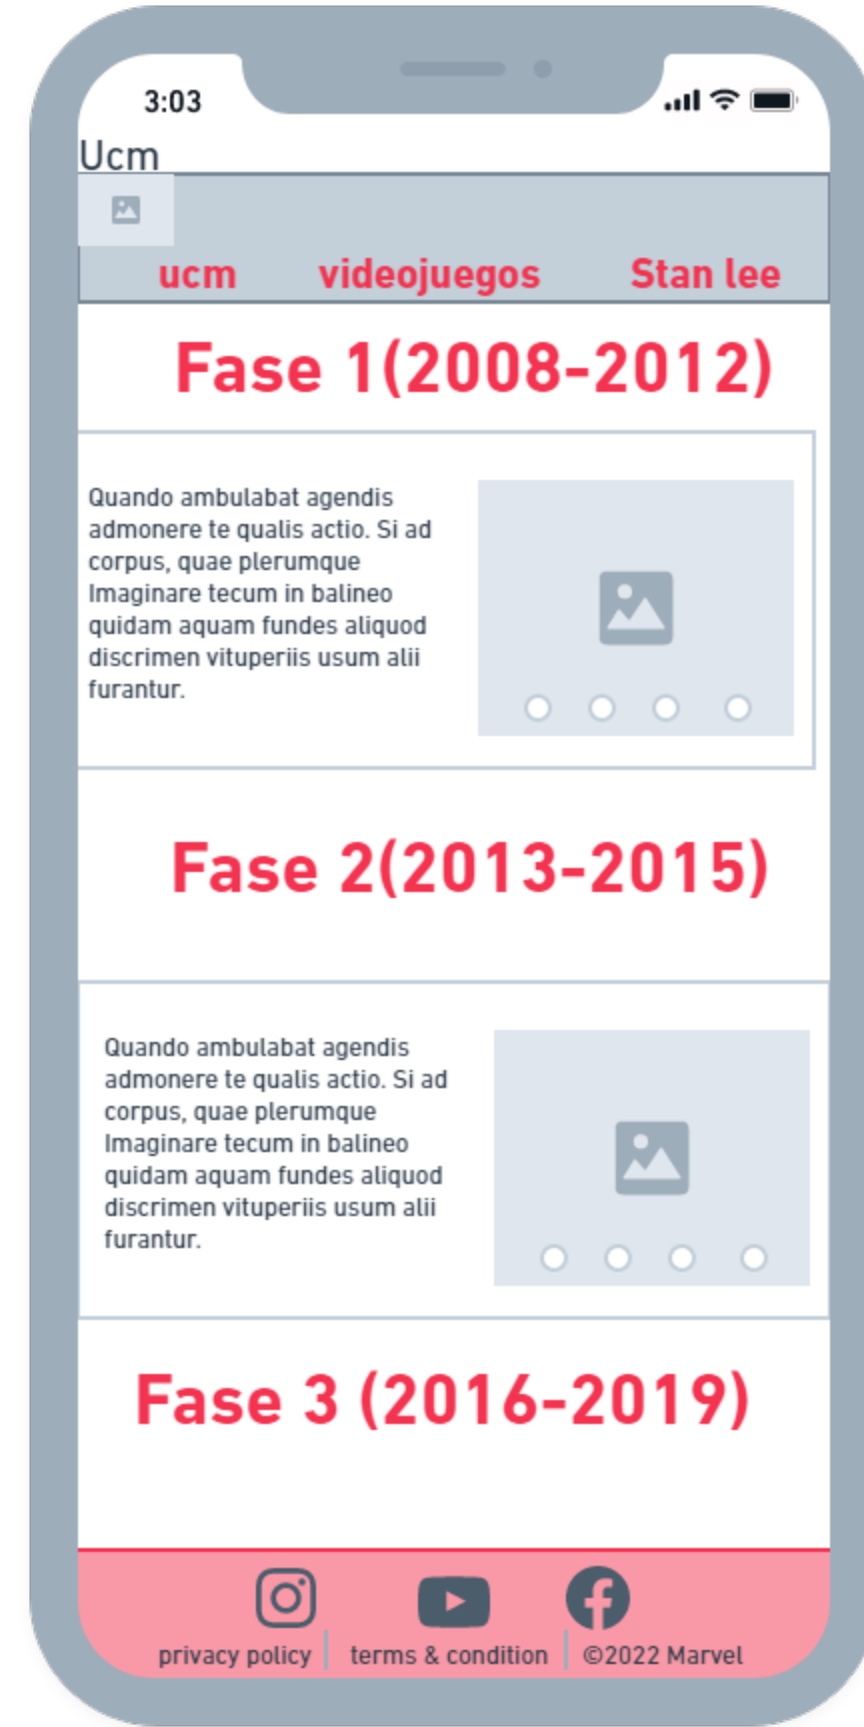 3:03
Ucm
ucm videojuegos Stan lee
Fase 1(2008-2012)
Quando ambulabat agendis
admonere te qualis actio. Si ad
corpus, quae plerumque
Imaginare tecum in balineo
quidam aquam fundes aliquod
discrimen vituperiis usum alii
furantur.
Fase 2(2013-2015)
Quando ambulabat agendis
admonere te qualis actio. Si ad
corpus, quae plerumque
Imaginare tecum in balineo
quidam aquam fundes aliquod
discrimen vituperiis usum alii
furantur.
Fase 3 (2016-2019)
privacy policy terms & condition ©2022 Marvel